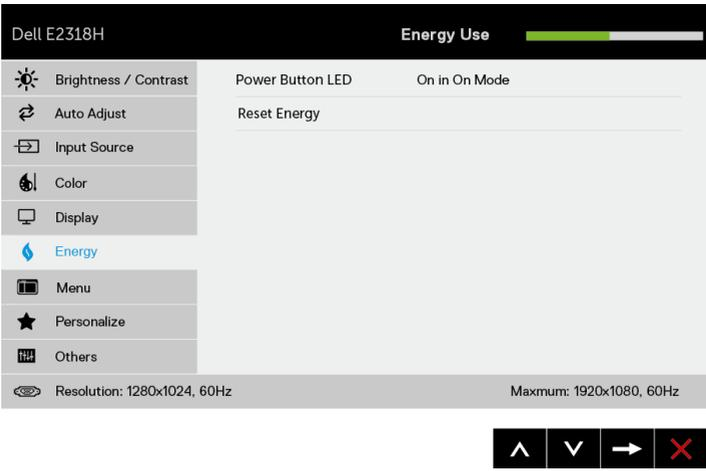 Dell E2318H Energy Use
Brightness / Contrast Power Button LED On in On Mode
Auto Adjust Reset Energy
Input Source
Color
Display
Energy
Menu
Personalize
Others
Resolution: 1280x1024, 60Hz Maxmum: 1920x1080, 60Hz